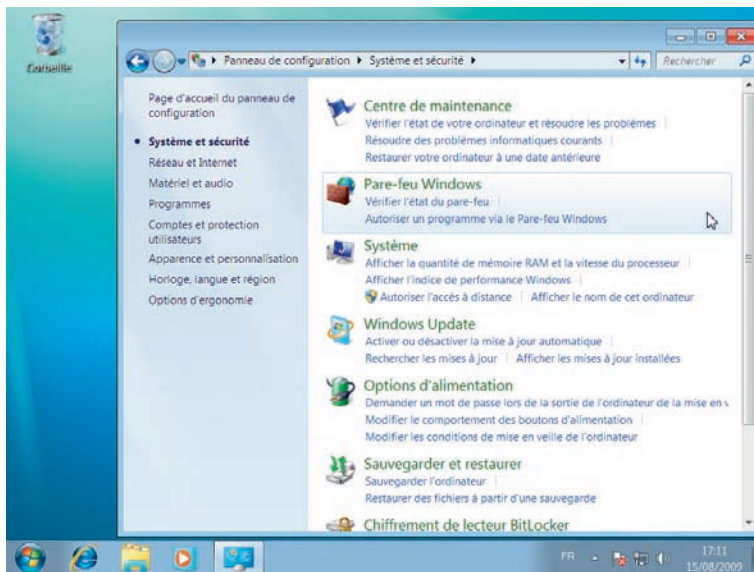 Corbeille
Panneau de configuration Système et sécurité
Rechercher
Page d'accueil du panneau de
configuration
Système et sécurité
Réseau et Internet
Matériel et audio
Programmes
Comptes et protection
utilisateurs
Apparence et personnalisation
Horloge, langue et région
Options d'ergonomie
Centre de maintenance
Vérifier l'état de votre ordinateur et résoudre les problèmes
Résoudre des problèmes informatiques courants
Restaurer votre ordinateur à une date antérieure
Pare-feu Windows
Vérifier l'état du pare-feu
Autoriser un programme via le Pare-feu Windows
Système
Afficher la quantité de mémoire RAM et la vitesse du processeur
Afficher l'indice de performance Windows
Autoriser l'accès à distance Afficher le nom de cet ordinateur
Windows Update
Activer ou désactiver la mise à jour automatique
Rechercher les mises à jour Afficher les mises à jour installées
Options d'alimentation
Demander un mot de passe lors de la sortie de l'ordinateur de la mise en v
Modifier le comportement des boutons d'alimentation
Modifier les conditions de mise en veille de l'ordinateur
Sauvegarder et restaurer
Sauvegarder l'ordinateur
Restaurer des fichiers à partir d'une sauvegarde
Chiffrement de lecteur BitLocker
FR
17:11
15/08/2009